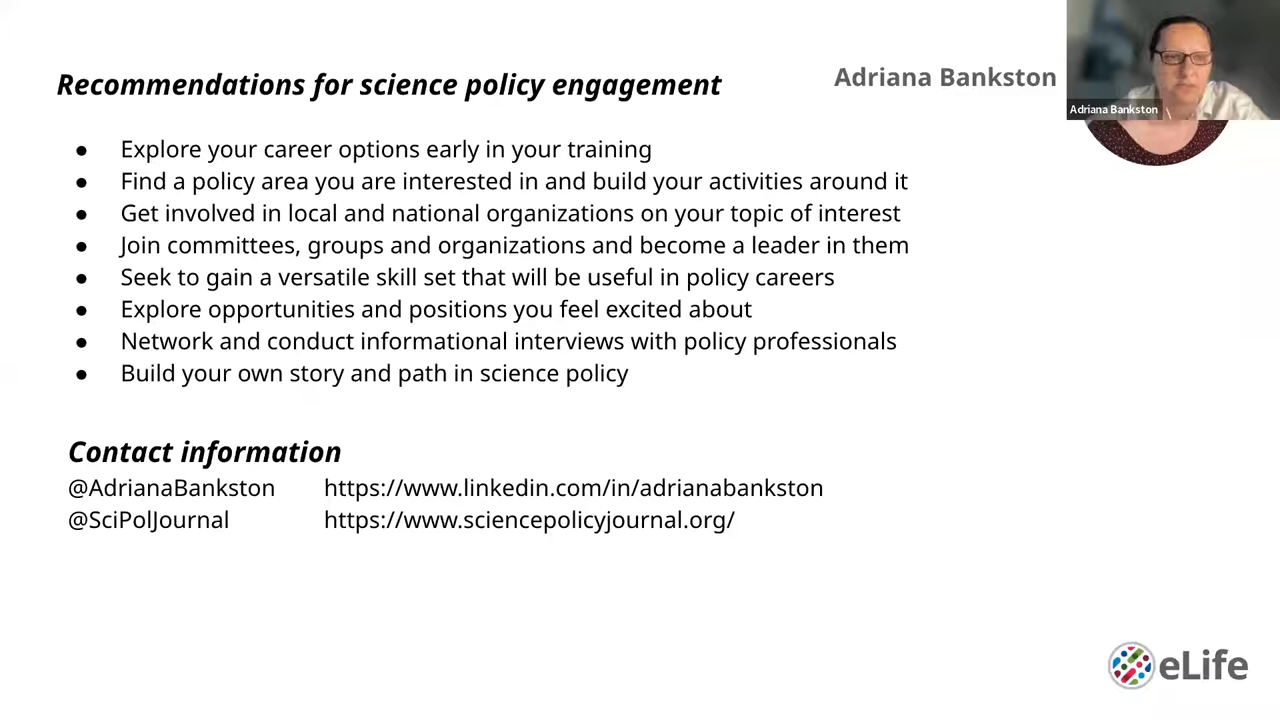 Recommendations for science policy engagement
Adriana Bankston
Adriana Bankston
● Explore your career options early in your training
● Find a policy area you are interested in and build your activities around it
● Get involved in local and national organizations on your topic of interest
● Join committees, groups and organizations and become a leader in them
● Seek to gain a versatile skill set that will be useful in policy careers
● Explore opportunities and positions you feel excited about
● Network and conduct informational interviews with policy professionals
● Build your own story and path in science policy
Contact information
@AdrianaBankston https://www.linkedin.com/in/adrianabankston
@SciPolJournal https://www.sciencepolicyjournal.org/
eLife